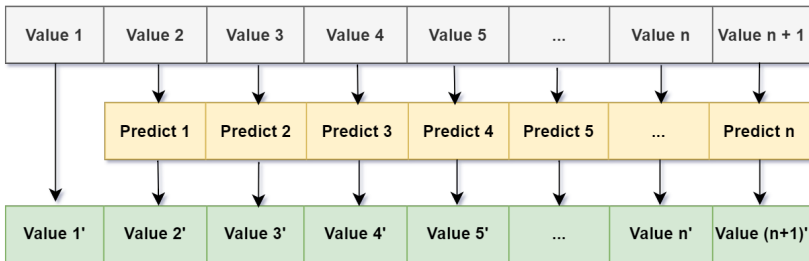 Value 1 Value 2 Value 3 Value 4 Value 5 ... Value n Value n + 1
Predict 1 Predict 2 Predict 3 Predict 4 Predict 5 ... Predict n
Value 1' Value 2' Value 3' Value 4' Value 5' ... Value n' Value (n+1)'